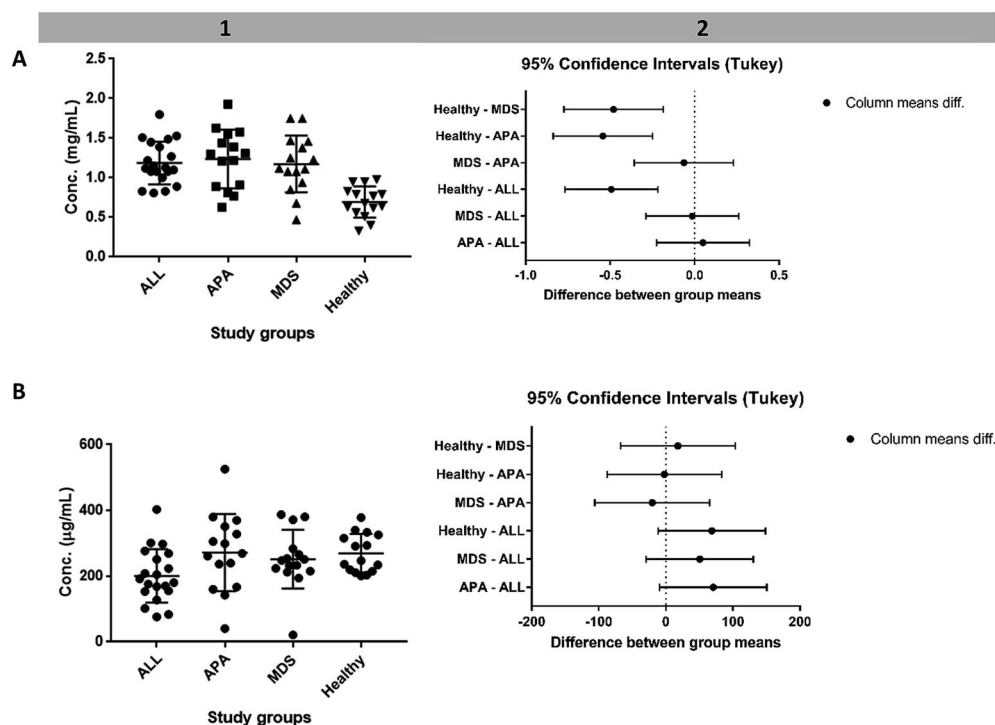 1
2
A
2.5
2.0
1.5
1.0
0.5
0.0
Conc. (mg/mL)
ALL
APA
MDS
Healthy
Study groups
95% Confidence Intervals (Tukey)
Healthy - MDS
Healthy - APA
MDS - APA
Healthy - ALL
MDS - ALL
APA - ALL
Column means diff.
-1.0
-0.5
0.0
0.5
Difference between group means
B
600
400
200
0
Conc. (µg/mL)
ALL
APA
MDS
Healthy
Study groups
95% Confidence Intervals (Tukey)
Healthy - MDS
Healthy - APA
MDS - APA
Healthy - ALL
MDS - ALL
APA - ALL
Column means diff.
-200
-100
0
100
200
Difference between group means